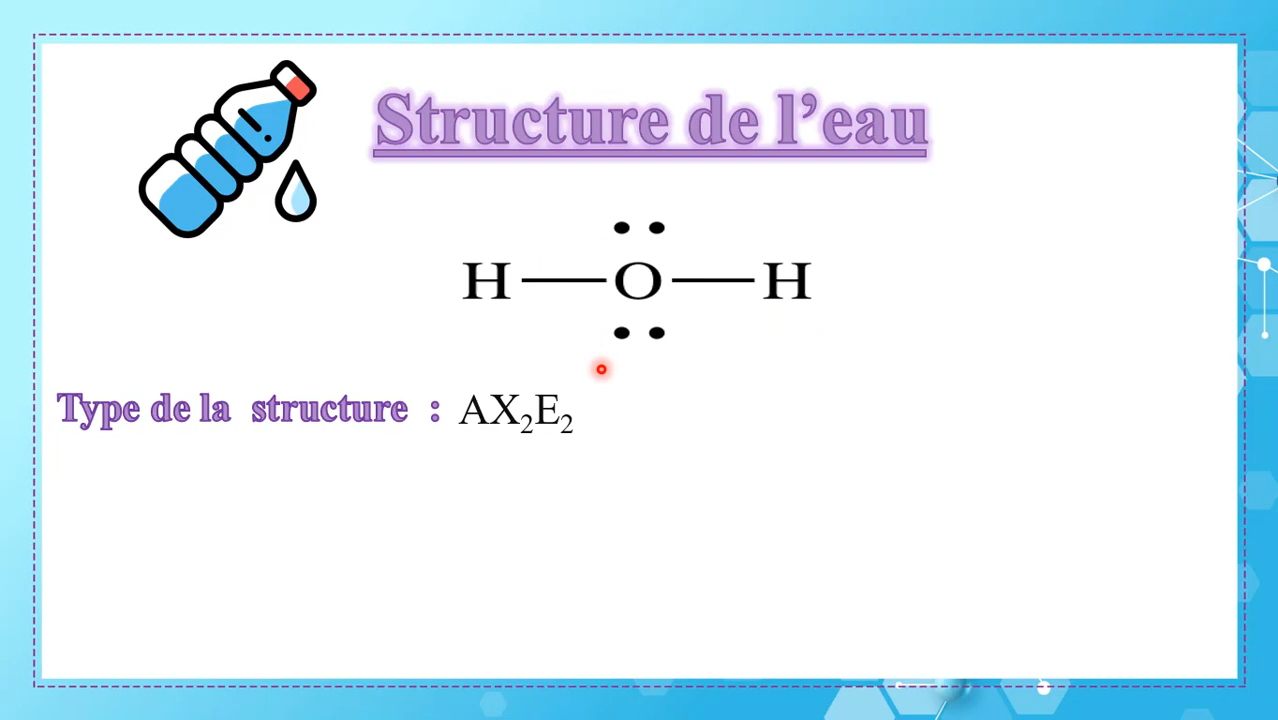 Structure de l’eau
H — O — H
Type de la structure : AX₂E₂